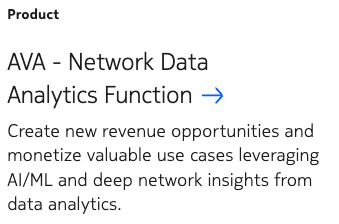 Product
AVA - Network Data
Analytics Function →
Create new revenue opportunities and
monetize valuable use cases leveraging
AI/ML and deep network insights from
data analytics.